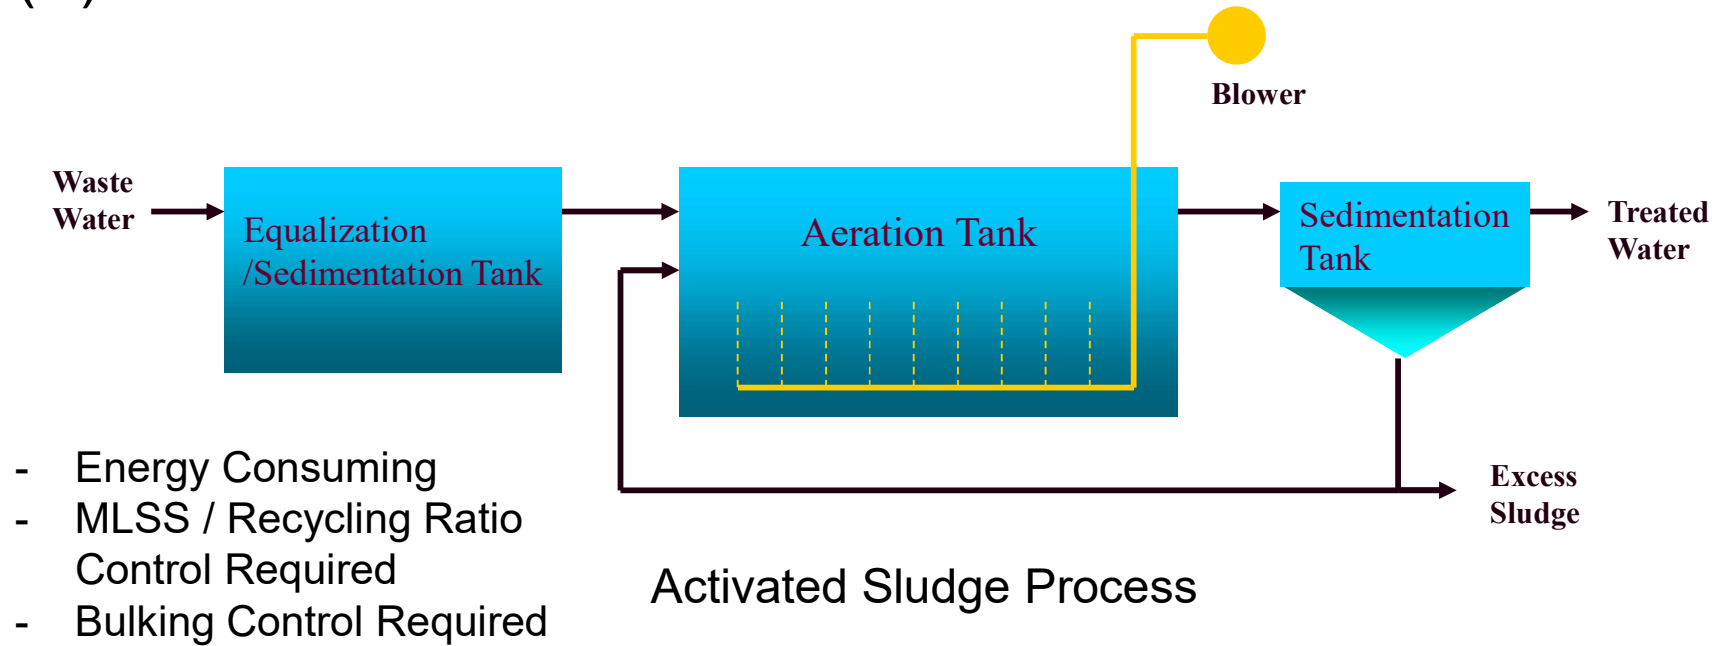 Blower
Waste
Water
Equalization
/Sedimentation Tank
Aeration Tank
Sedimentation
Tank
Treated
Water
- Energy Consuming
- MLSS / Recycling Ratio
Control Required
- Bulking Control Required
Excess
Sludge
Activated Sludge Process